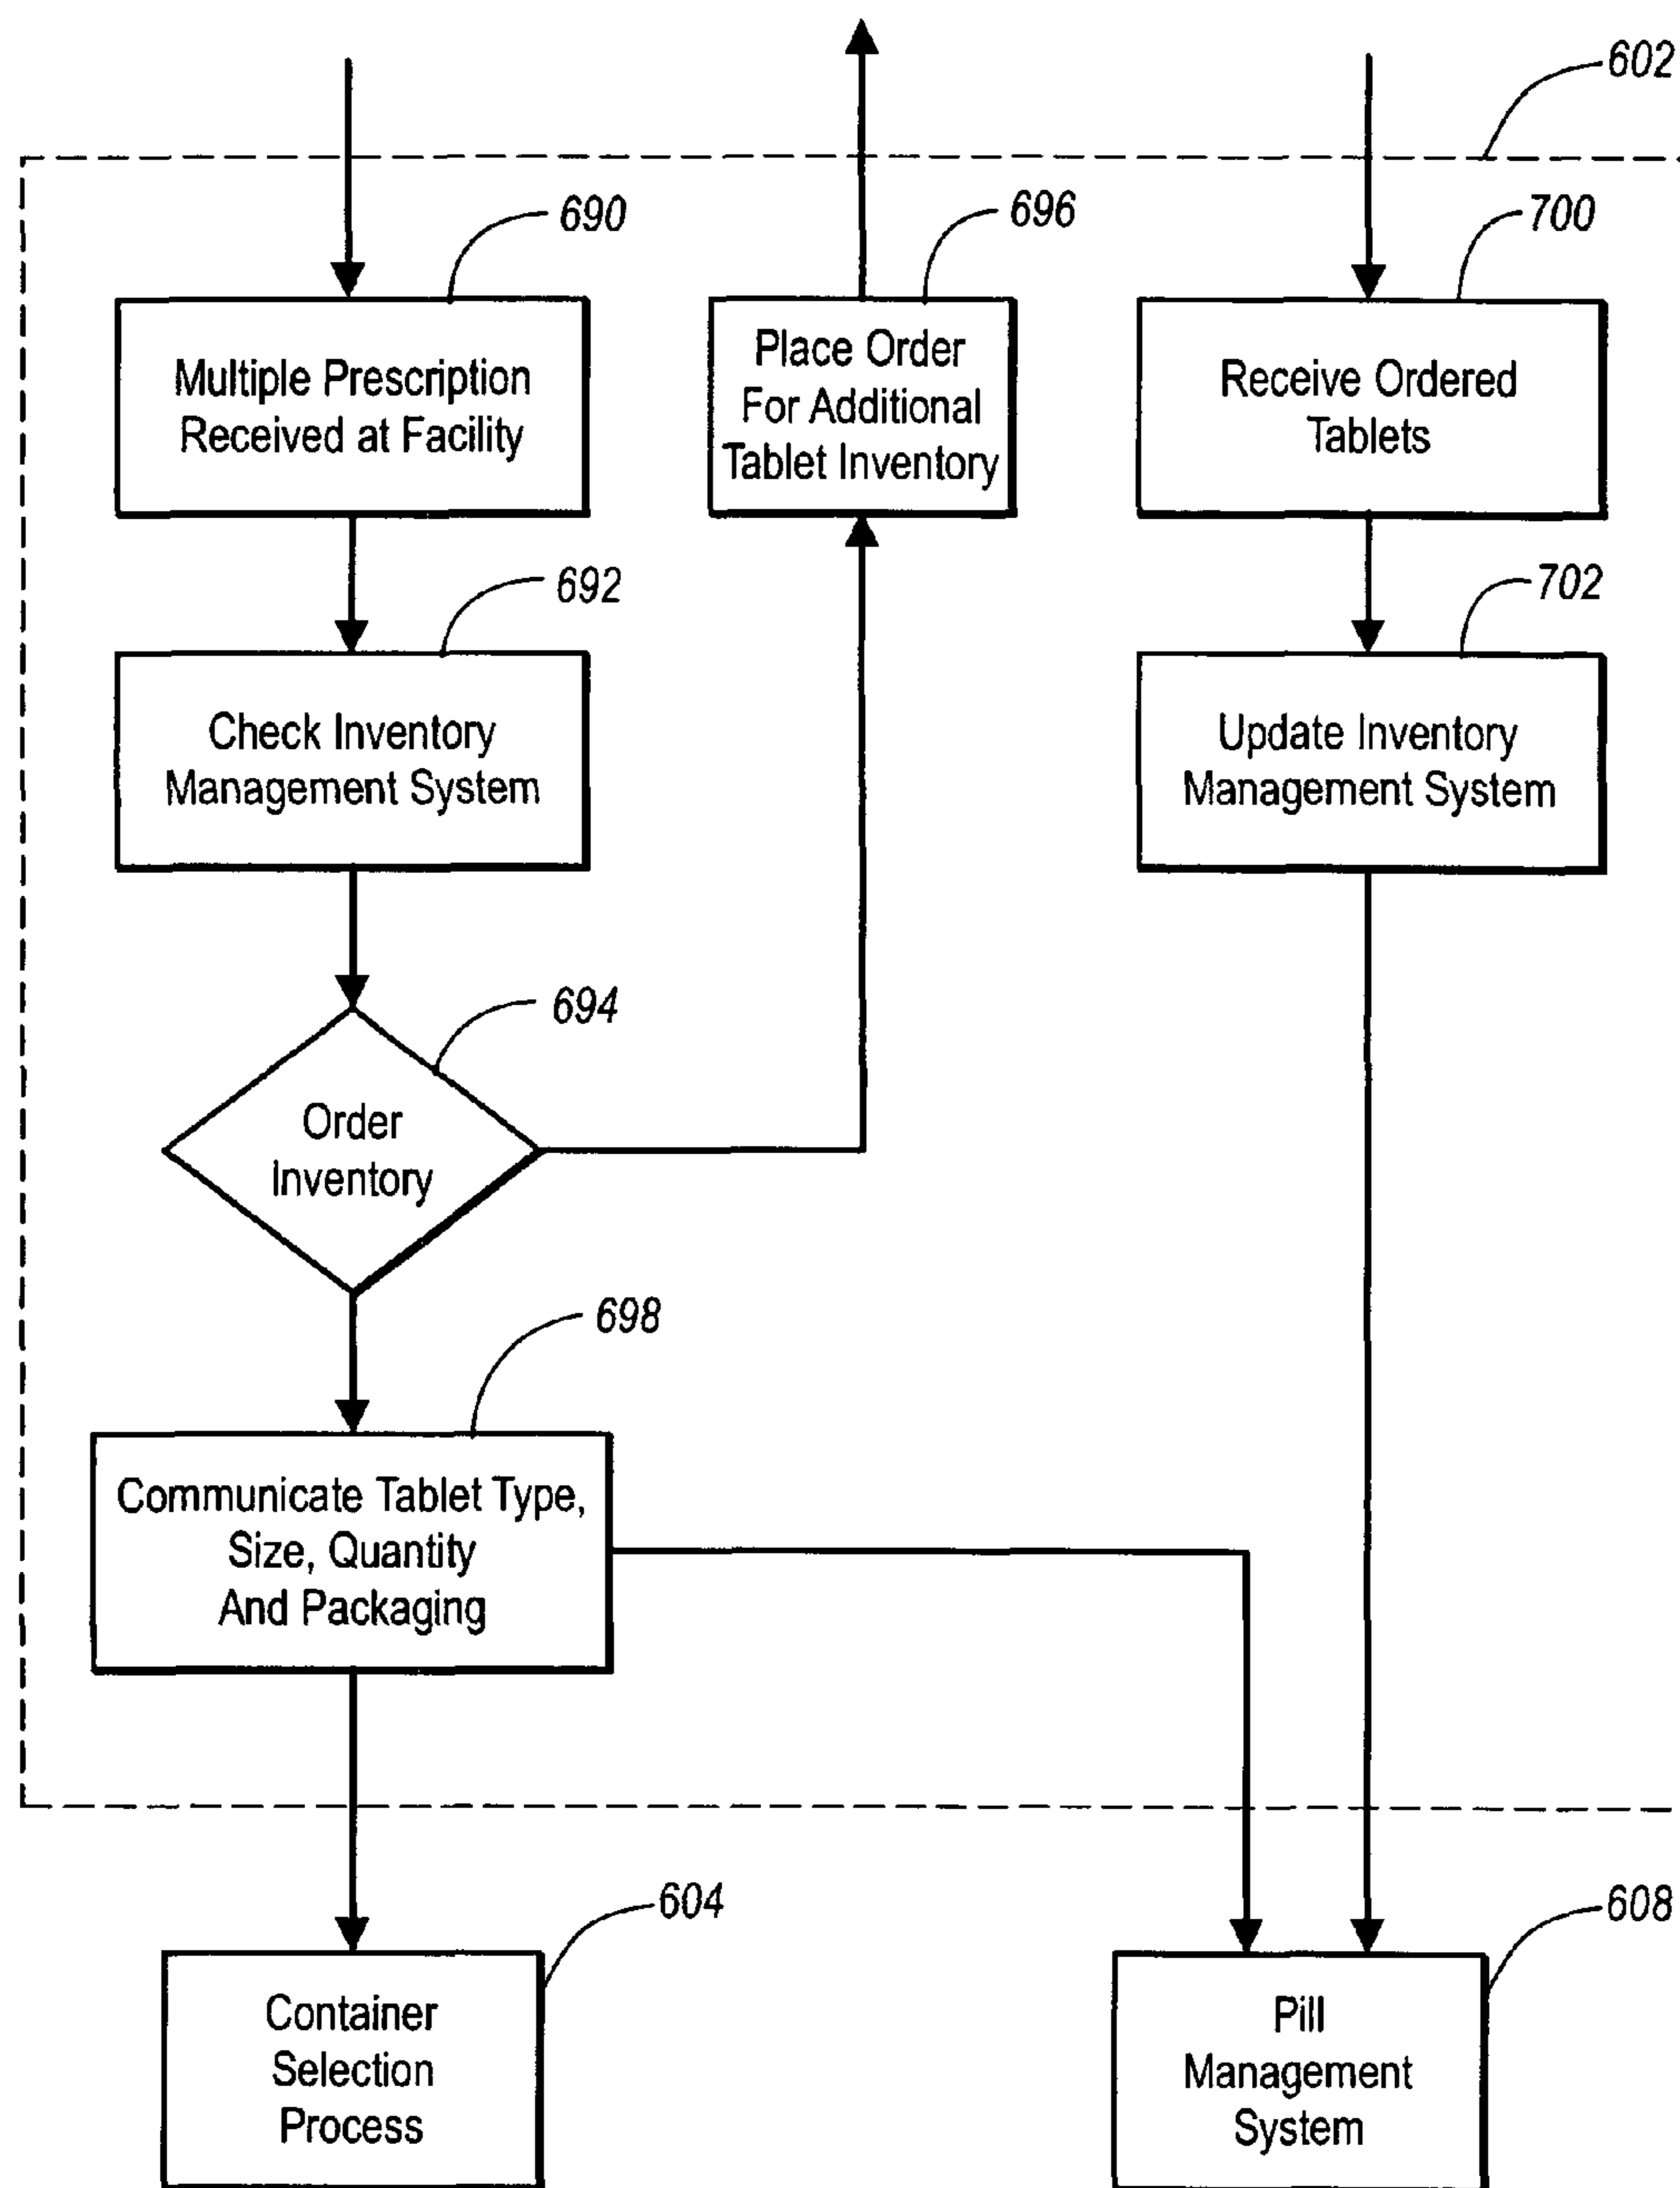 602
690
Multiple Prescription
Received at Facility
696
Place Order
For Additional
Tablet Inventory
700
Receive Ordered
Tablets
692
Check Inventory
Management System
702
Update Inventory
Management System
694
Order
Inventory
698
Communicate Tablet Type,
Size, Quantity
And Packaging
604
Container
Selection
Process
608
Pill
Management
System